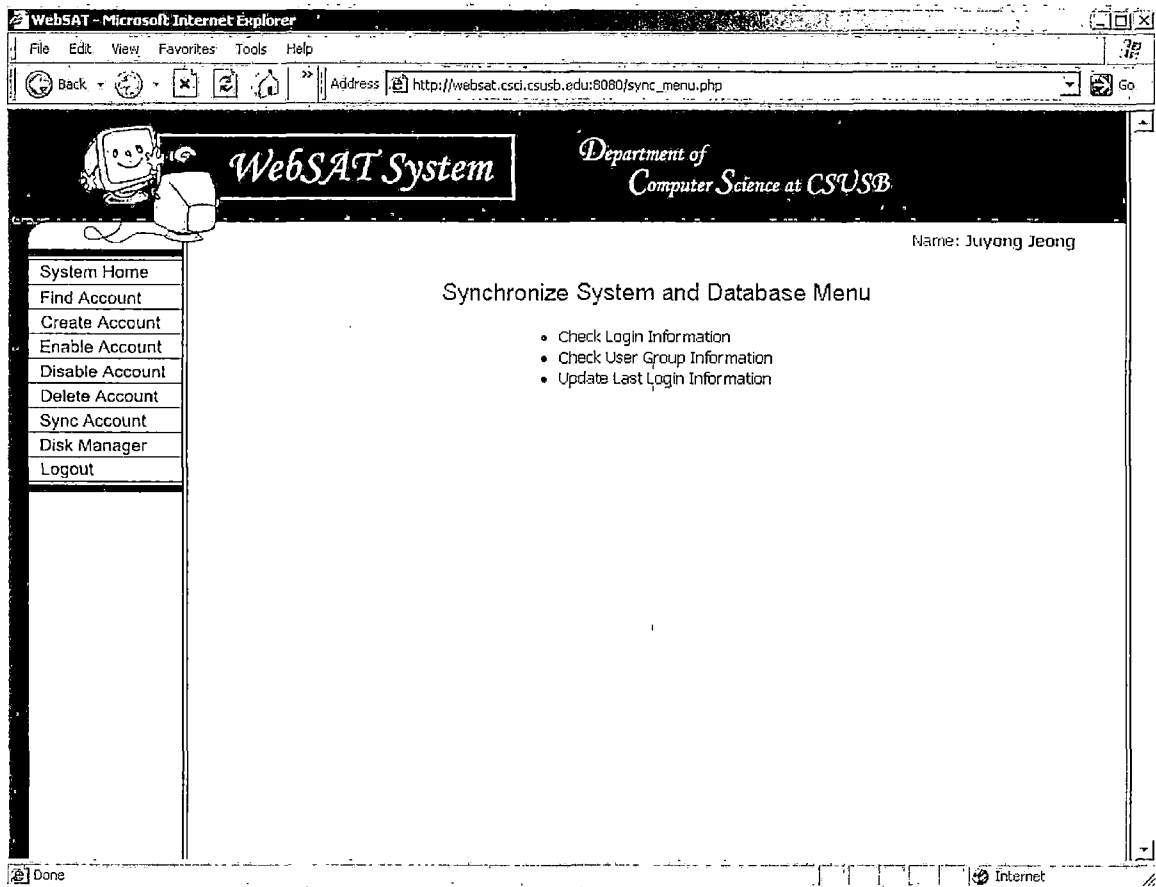 WebSAT - Microsoft Internet Explorer
File Edit View Favorites Tools Help
Back » Address http://websat.csci.csusb.edu:8080/sync_menu.php Go
WebSAT System
Department of
Computer Science at CSUSB
Name: Juyong Jeong
System Home
Find Account
Create Account
Enable Account
Disable Account
Delete Account
Sync Account
Disk Manager
Logout
Synchronize System and Database Menu
• Check Login Information
• Check User Group Information
• Update Last Login Information
Done Internet